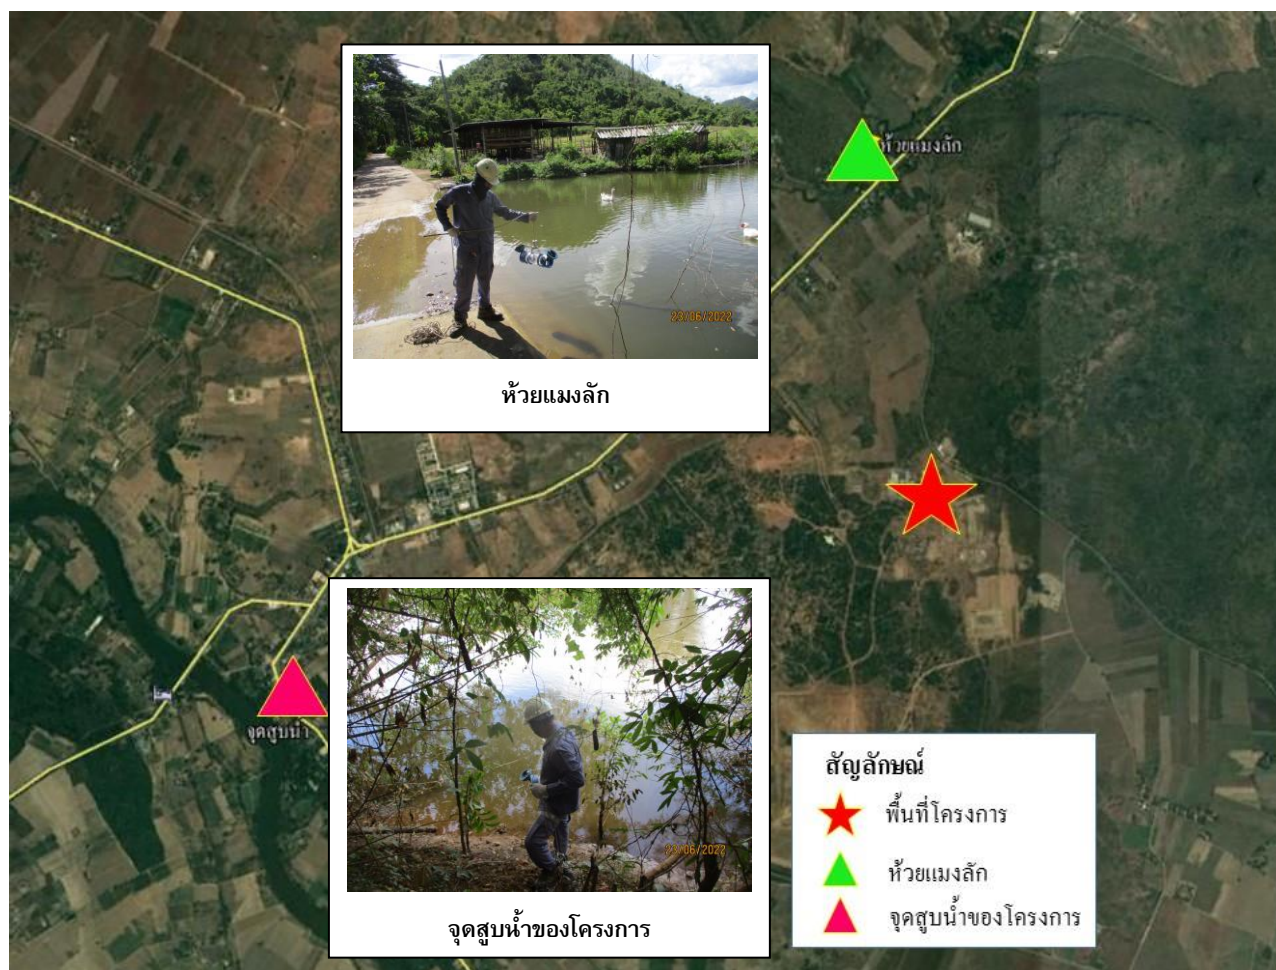 ห้วยแมงลัก
23/06/2022
ห้วยแมงลัก
จุดสูบน้ำ
23/06/2022
จุดสูบน้ำของโครงการ
สัญลักษณ์
พื้นที่โครงการ
ห้วยแมงลัก
จุดสูบน้ำของโครงการ